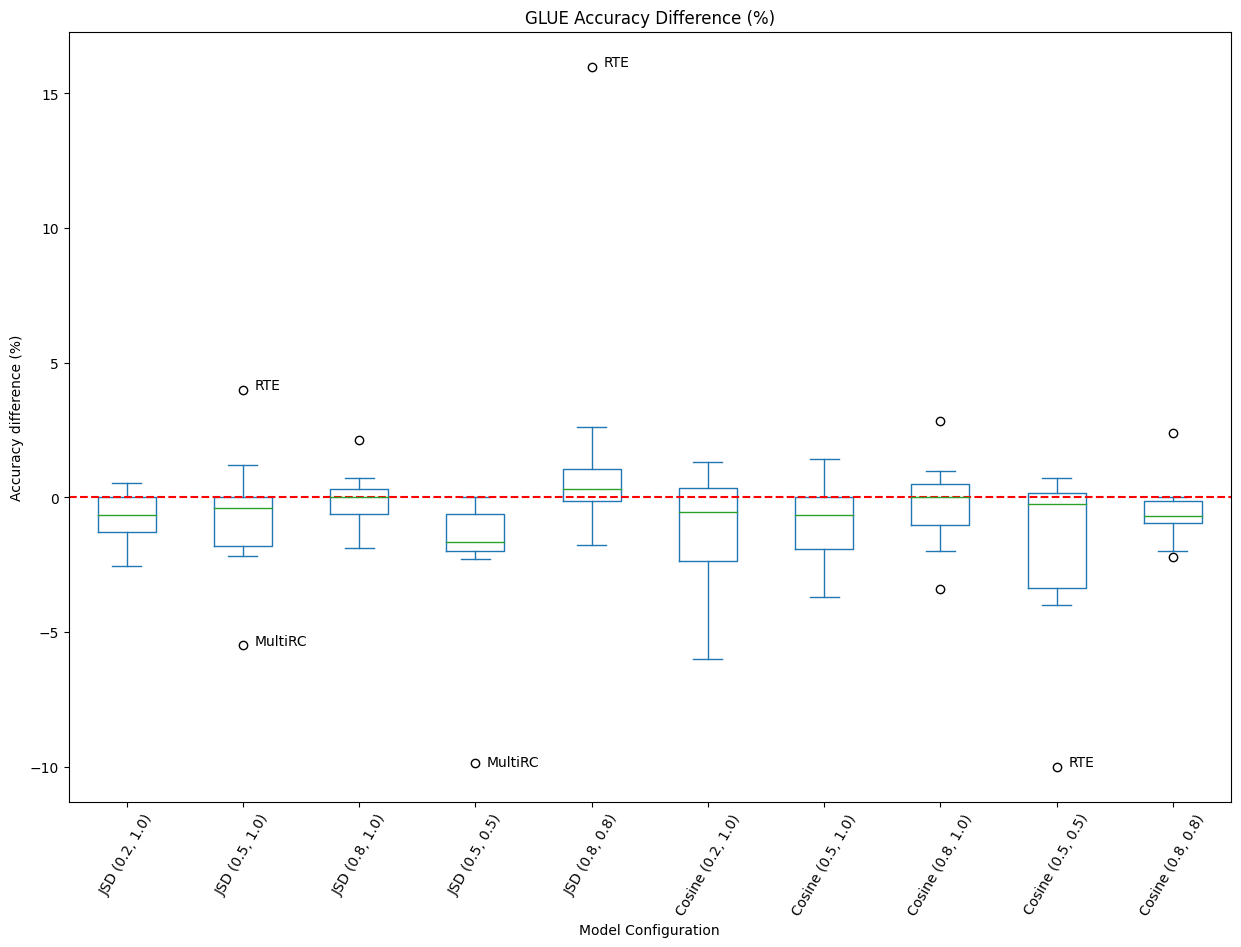 GLUE Accuracy Difference (%)
Accuracy difference (%)
15
10
5
0
−5
−10
RTE
RTE
MultiRC
MultiRC
RTE
JSD (0.2, 1.0)
JSD (0.5, 1.0)
JSD (0.8, 1.0)
JSD (0.5, 0.5)
JSD (0.8, 0.8)
Cosine (0.2, 1.0)
Cosine (0.5, 1.0)
Cosine (0.8, 1.0)
Cosine (0.5, 0.5)
Cosine (0.8, 0.8)
Model Configuration